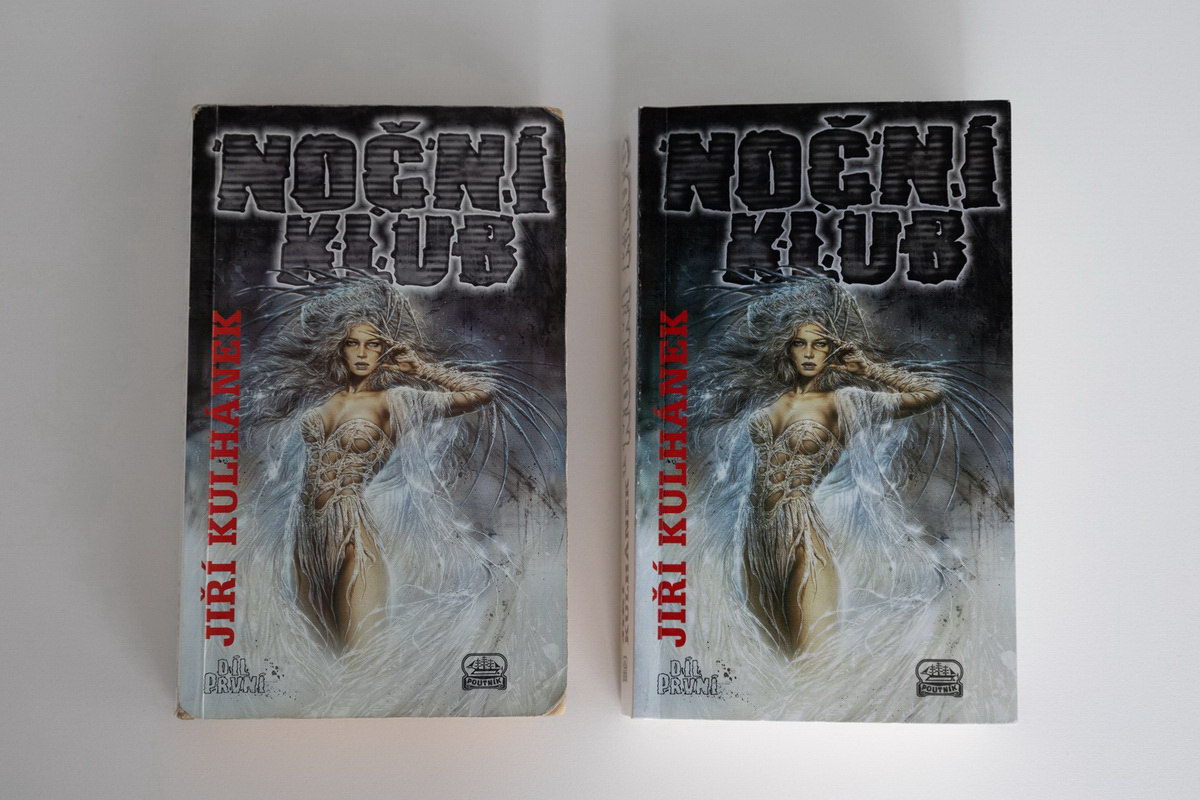 NOČNÍ
KLUB
JIŘÍ KULHÁNEK
DÍL
PRVNÍ
POUTNÍK
NOČNÍ
KLUB
JIŘÍ KULHÁNEK
DÍL
PRVNÍ
POUTNÍK